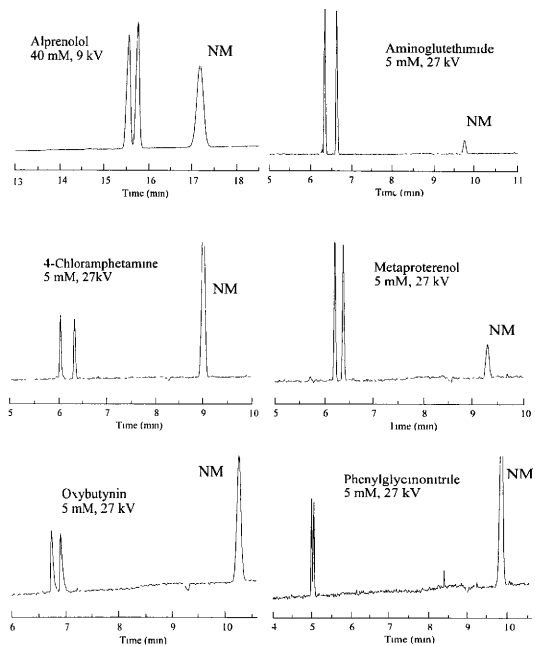 Alprenolol
40 mM, 9 kV
NM
13 14 15 16 17 18
Time (min)
Aminoglutethimide
5 mM, 27 kV
NM
5 6 7 8 9 10 11
Time (min)
4-Chloramphetamine
5 mM, 27kV
NM
5 6 7 8 9 10
Time (min)
Metaproterenol
5 mM, 27 kV
NM
5 6 7 8 9 10
Time (min)
Oxybutynin
5 mM, 27 kV
NM
6 7 8 9 10
Time (min)
Phenylglycinonitrile
5 mM, 27 kV
NM
4 5 6 7 8 9 10
Time (min)